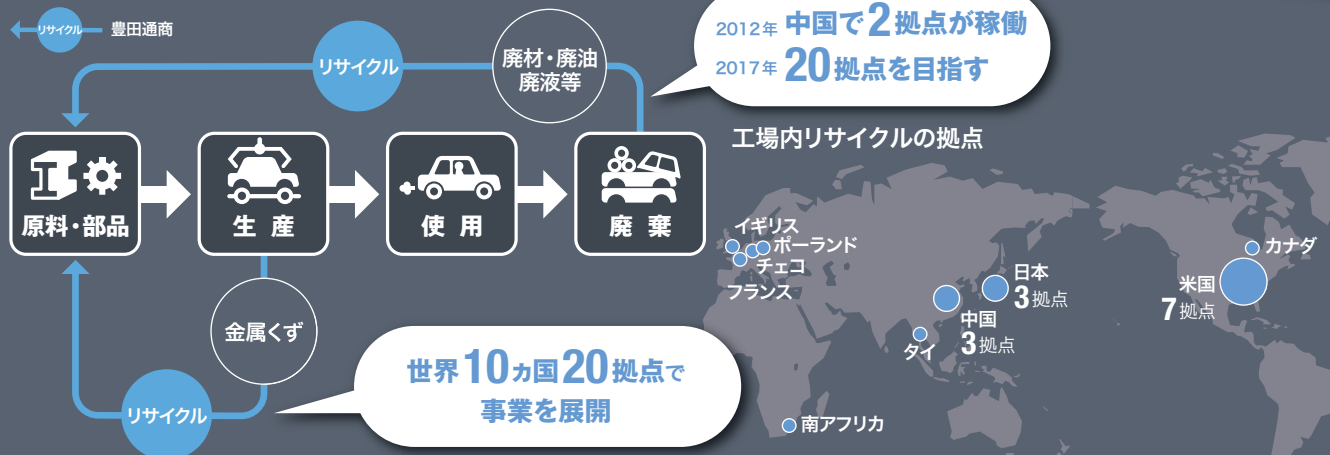 リサイクル
豊田通商
リサイクル
廃材・廃油
廃液等
2012年 中国で2拠点が稼働
2017年 20拠点を目指す
原料・部品
生産
使用
廃棄
金属くず
リサイクル
世界10ヵ国20拠点で
事業を展開
工場内リサイクルの拠点
イギリス
ポーランド
チェコ
フランス
日本
3拠点
中国
3拠点
タイ
南アフリカ
カナダ
米国
7拠点